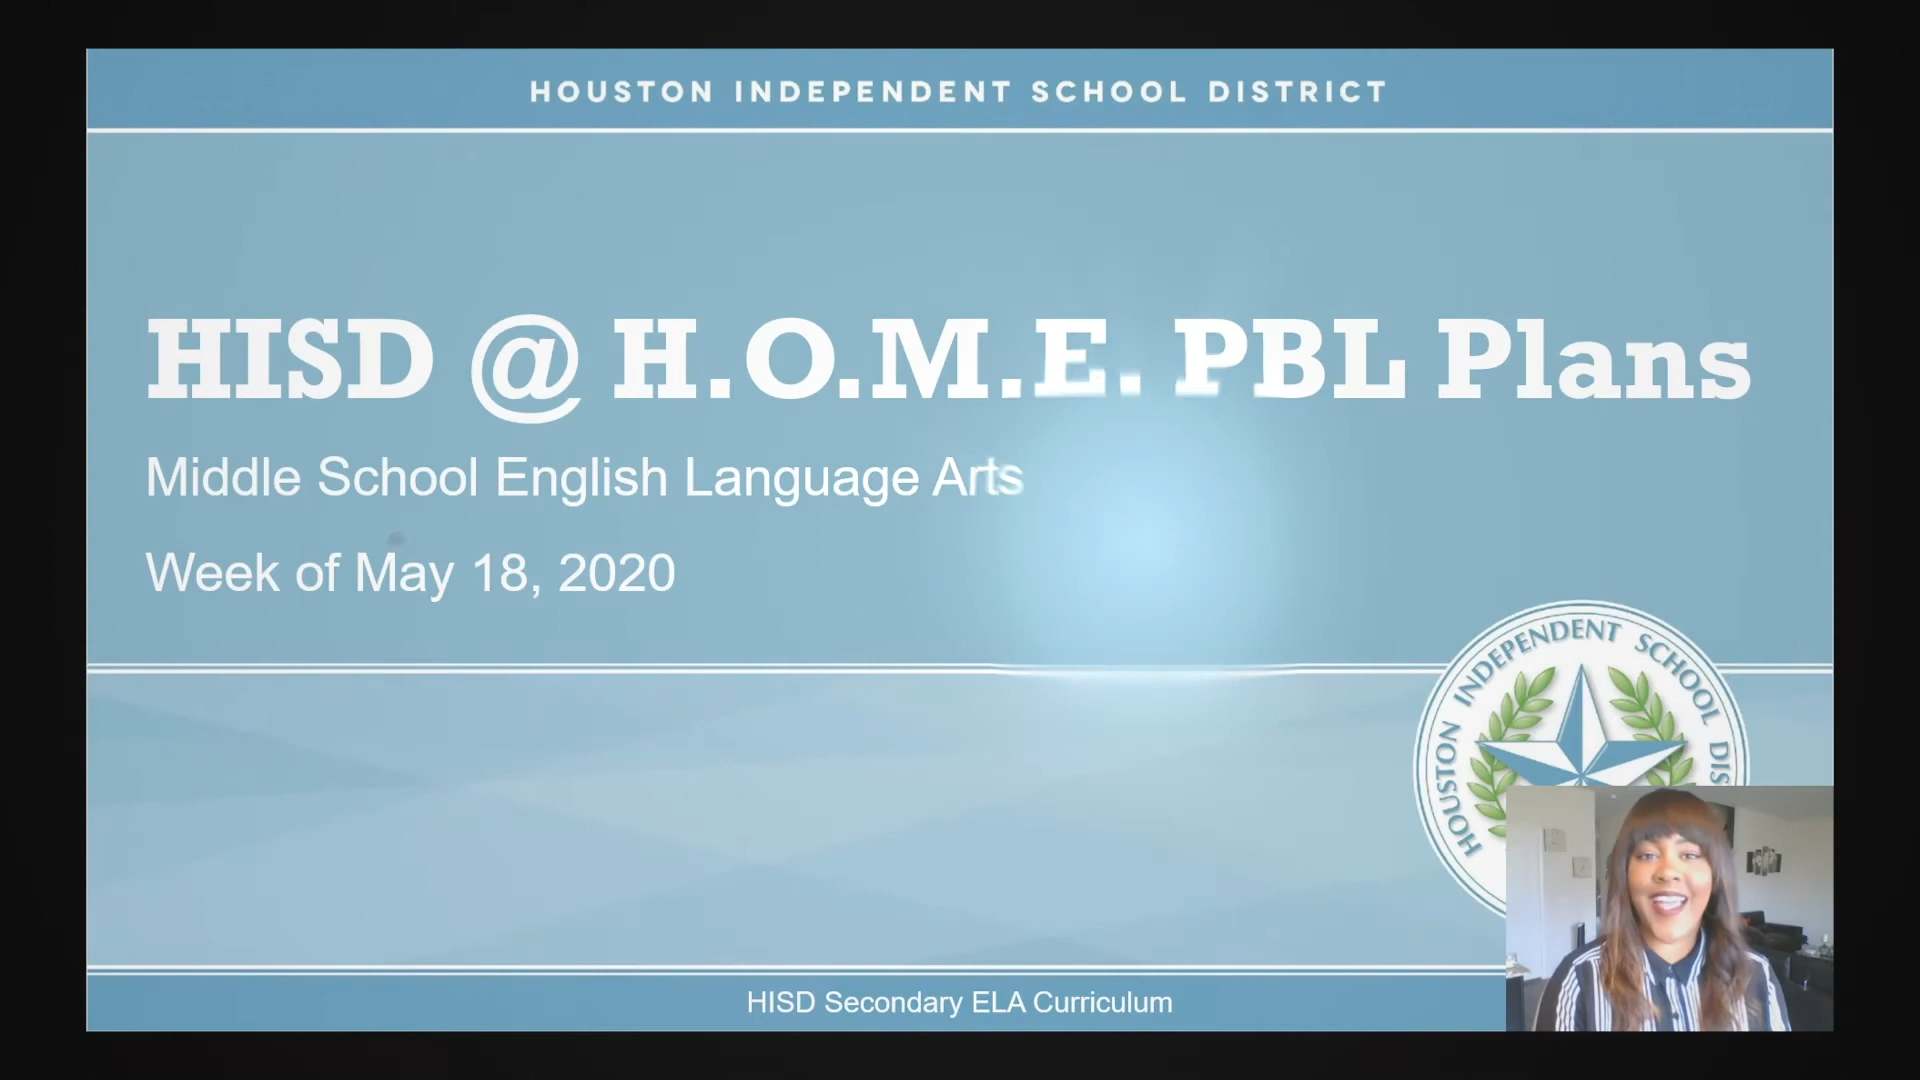 HOUSTON INDEPENDENT SCHOOL DISTRICT
HISD @ H.O.M.E. PBL Plans
Middle School English Language Arts
Week of May 18, 2020
HOUSTON INDEPENDENT SCHOOL DIS
HISD Secondary ELA Curriculum